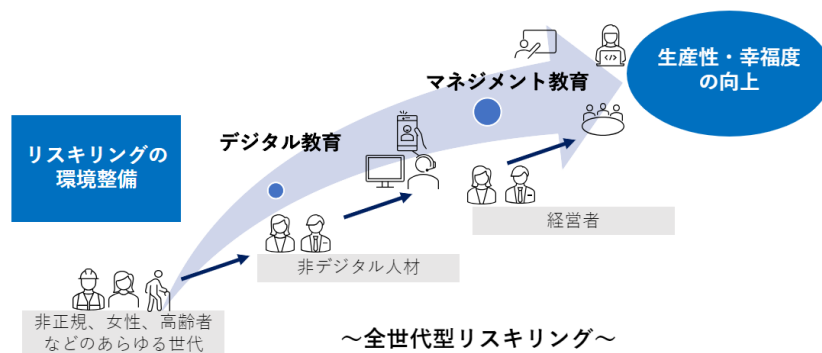 生産性・幸福度
の向上
マネジメント教育
デジタル教育
リスキリングの
環境整備
経営者
非デジタル人材
非正規、女性、高齢者
などのあらゆる世代
～全世代型リスキリング～